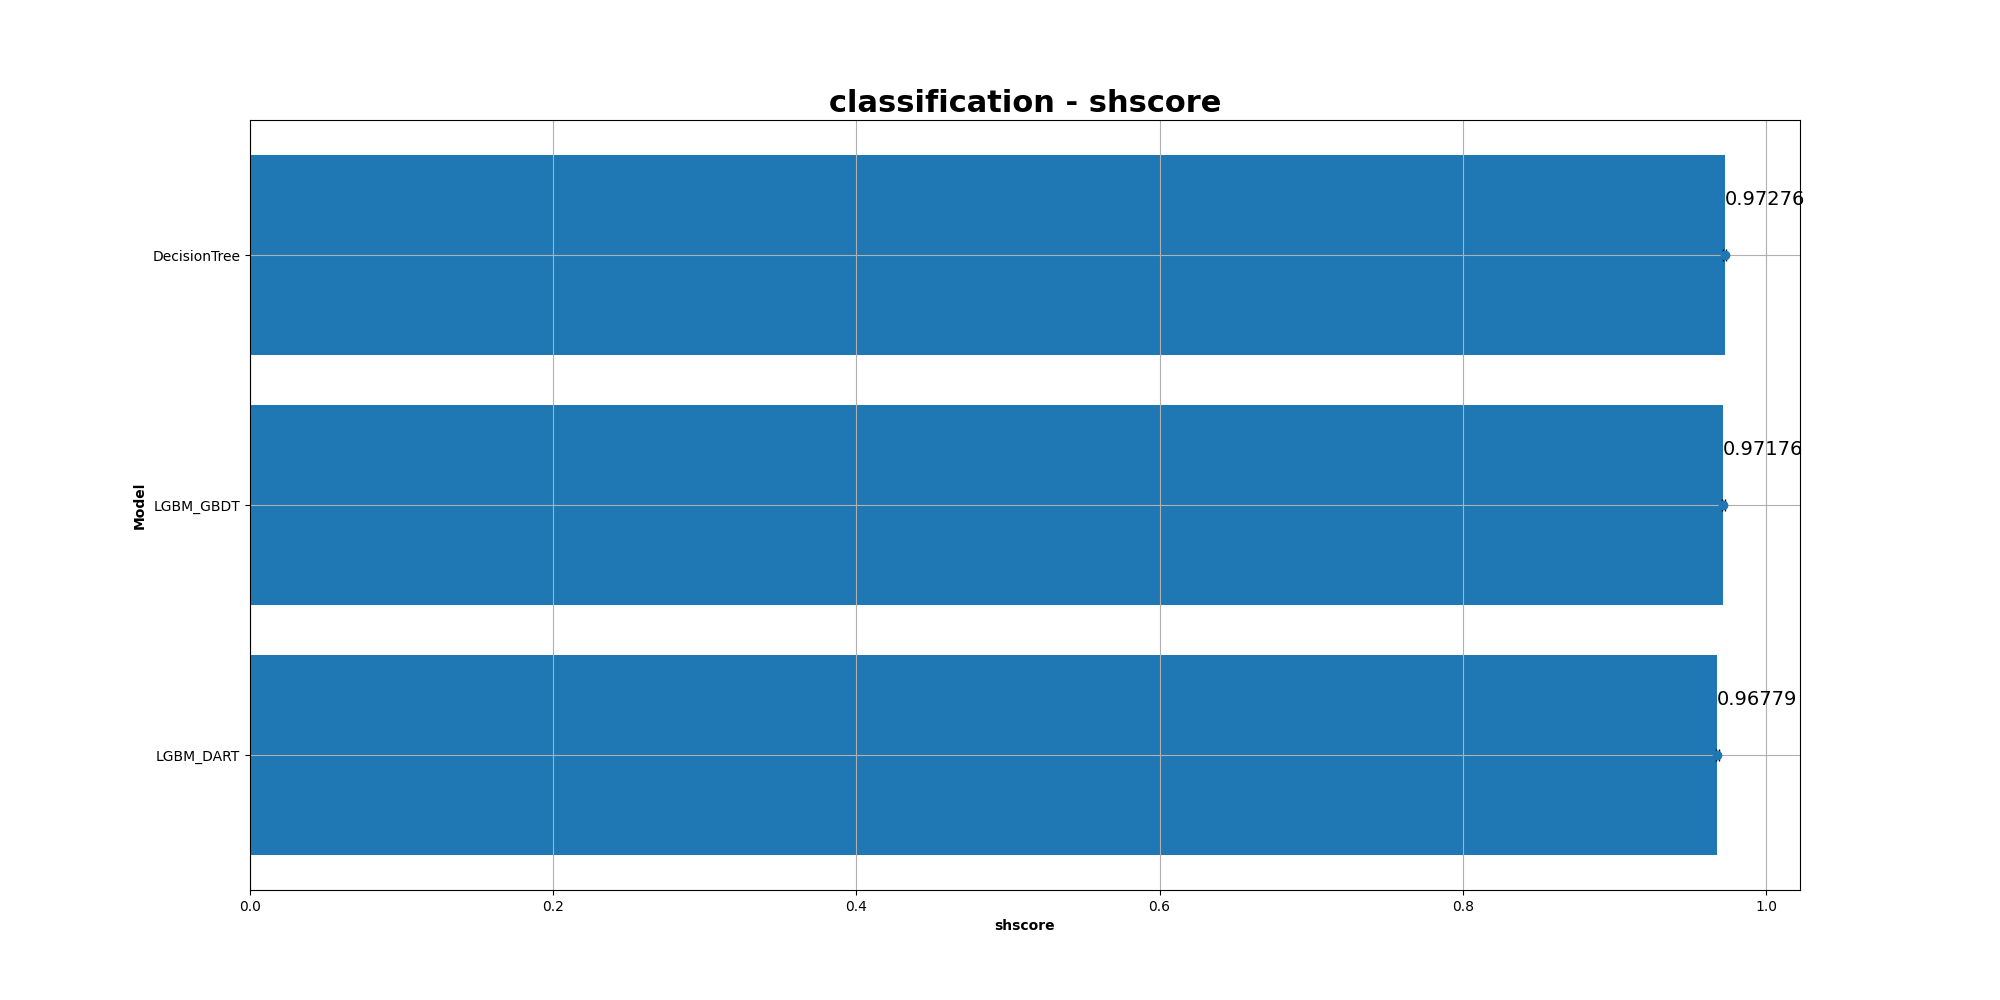 classification - shscore
0.97276
DecisionTree
0.97176
LGBM_GBDT
Model
0.96779
LGBM_DART
0.0 0.2 0.4 0.6 0.8 1.0
shscore